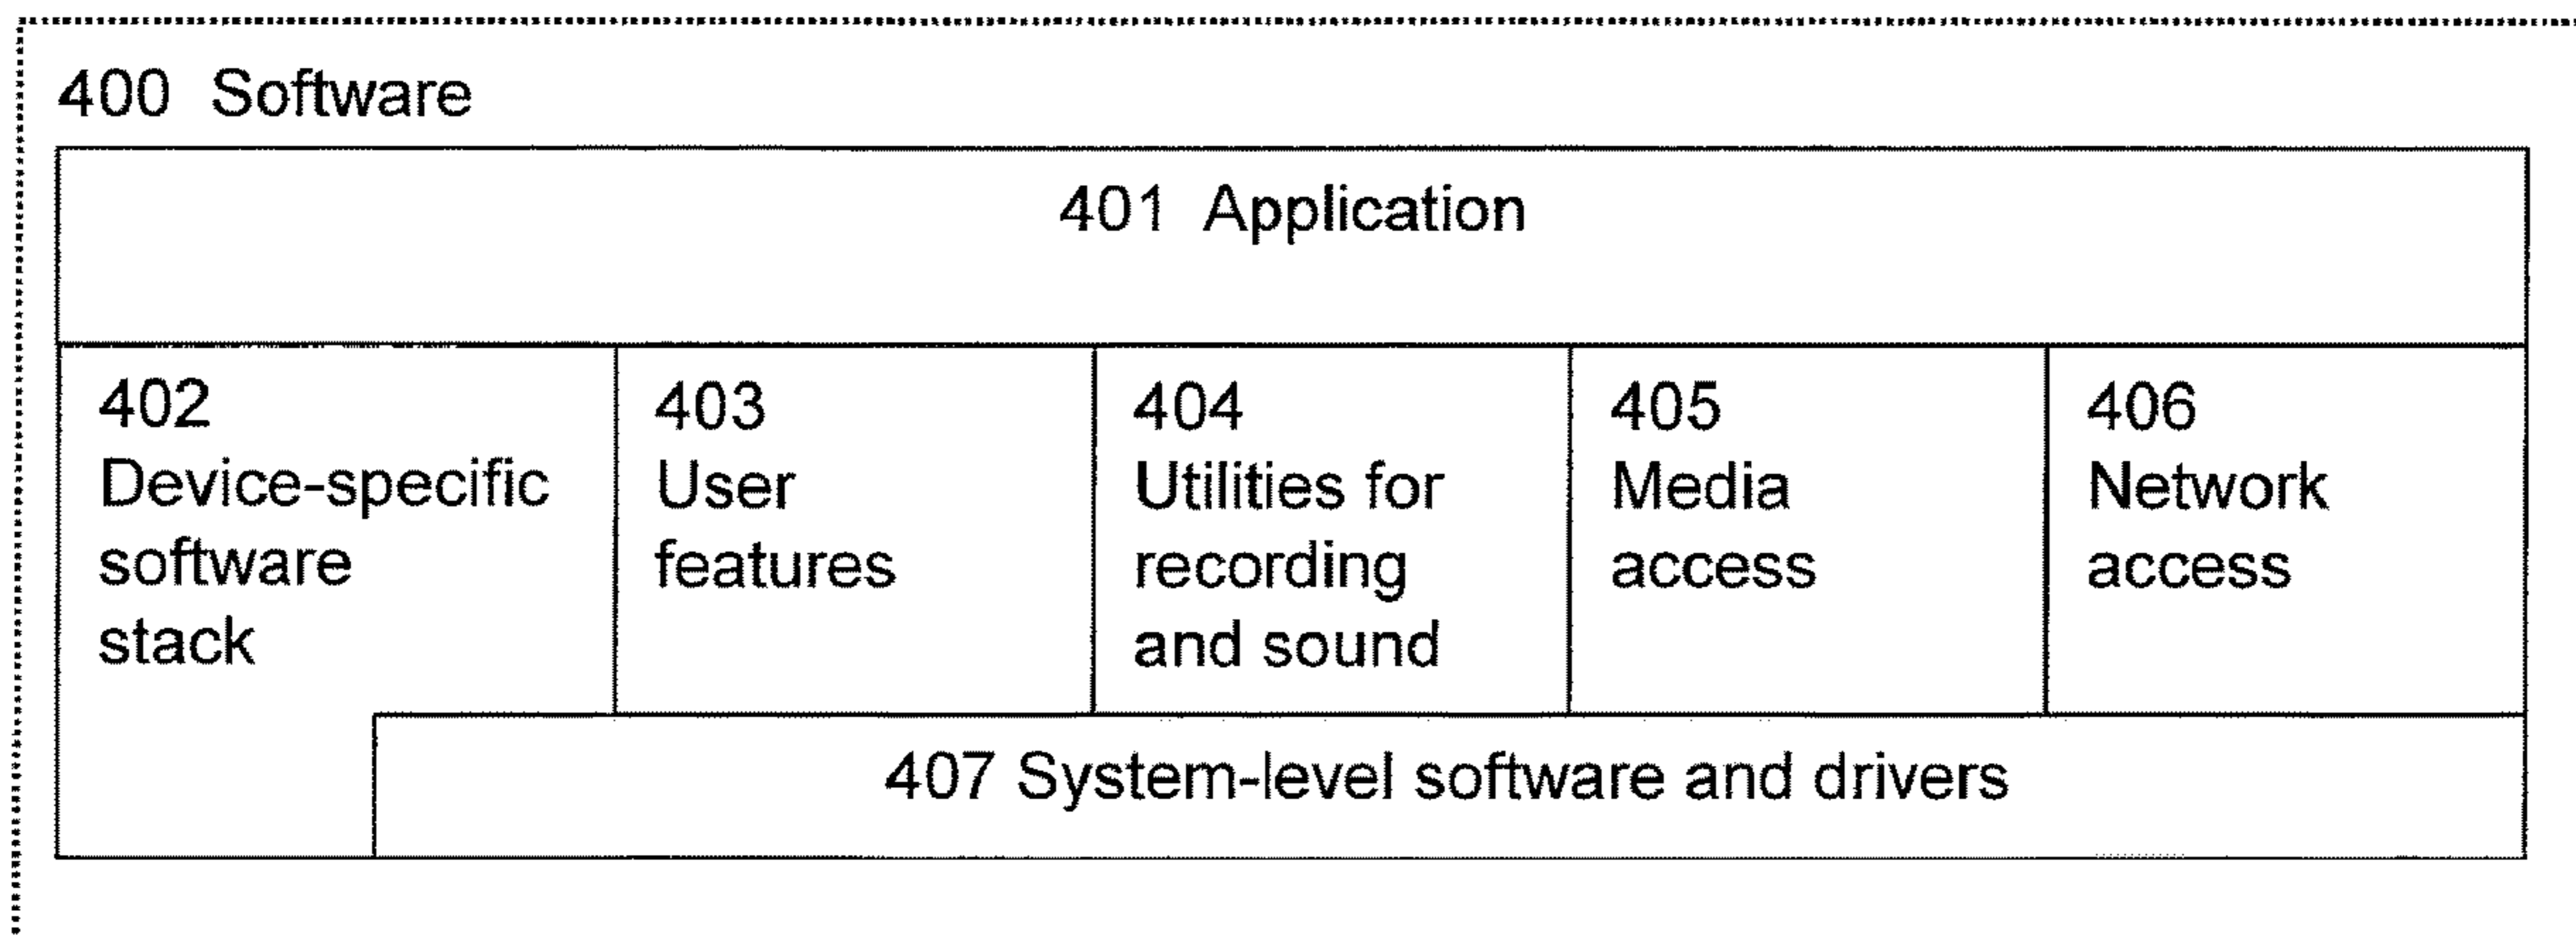 400 Software
401 Application
402
Device-specific
software
stack
403
User
features
404
Utilities for
recording
and sound
405
Media
access
406
Network
access
407 System-level software and drivers